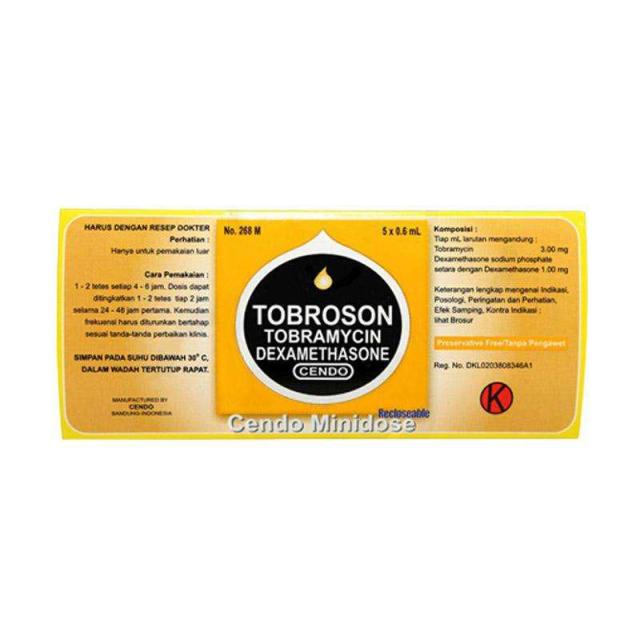 HARUS DENGAN RESEP DOKTER
Perhatian :
Hanya untuk pemakaian luar
Cara Pemakaian :
1 - 2 tetes setiap 4 - 6 jam. Dosis dapat
ditingkatkan 1 - 2 tetes tiap 2 jam
selama 24 - 48 jam pertama. Kemudian
frekuensi harus diturunkan bertahap
sesuai tanda-tanda perbaikan klinis.
SIMPAN PADA SUHU DIBAWAH 30° C,
DALAM WADAH TERTUTUP RAPAT.
MANUFACTURED BY
CENDO
BANDUNG-INDONESIA
No. 268 M
5 x 0.6 mL
TOBROSON
TOBRAMYCIN
DEXAMETHASONE
CENDO
Recloseable
Cendo Minidose
Komposisi :
Tiap mL larutan mengandung :
Tobramycin 3.00 mg
Dexamethasone sodium phosphate
setara dengan Dexamethasone 1.00 mg
Keterangan lengkap mengenai Indikasi,
Posologi, Peringatan dan Perhatian,
Efek Samping, Kontra Indikasi :
lihat Brosur
Preservative Free/Tanpa Pengawet
Reg. No. DKL0203808346A1
K